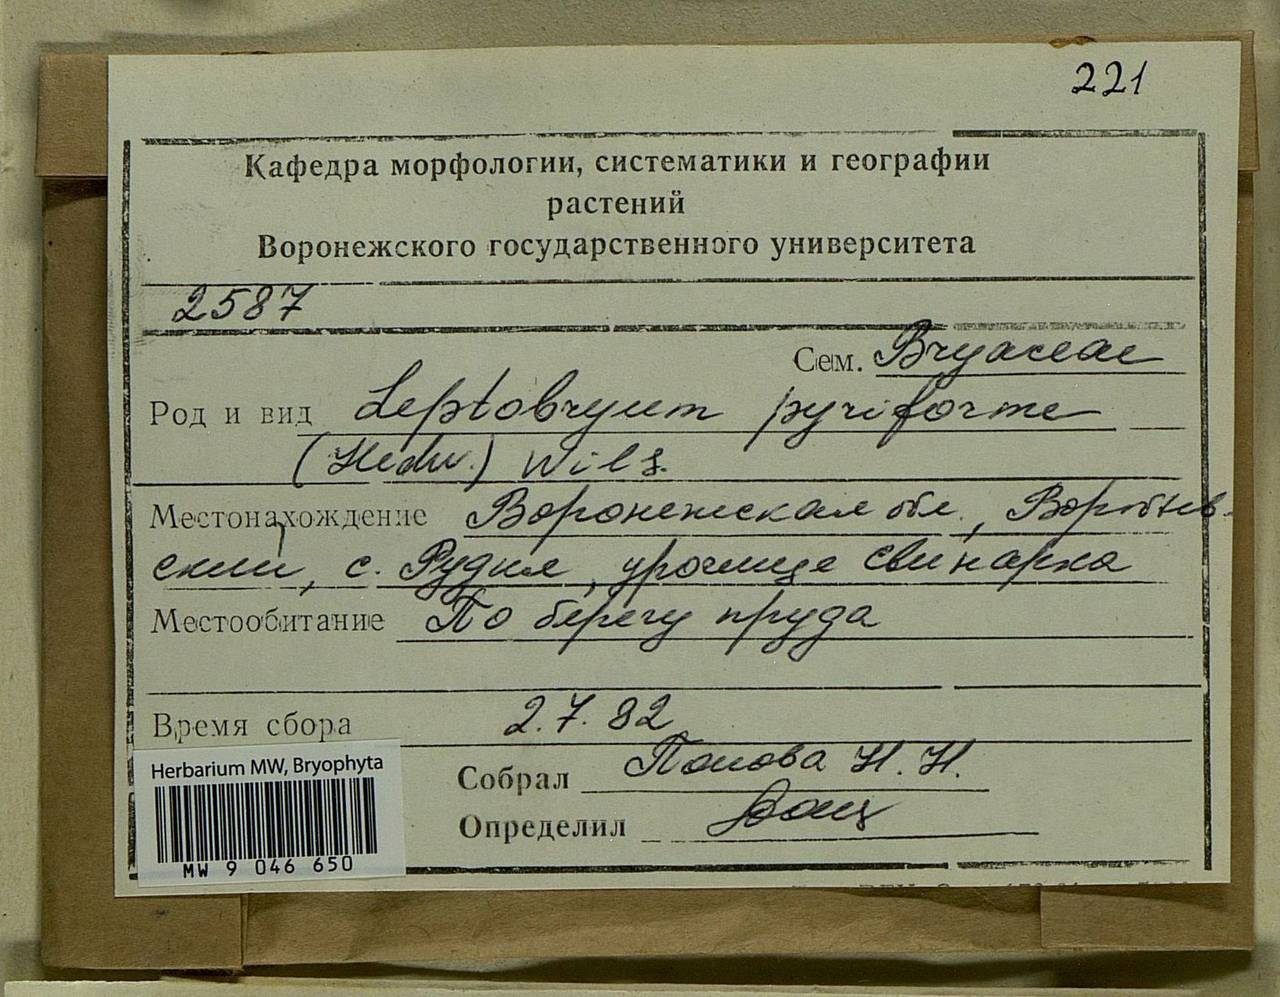 221
Кафедра морфологии, систематики и географии
растений
Воронежского государственного университета
2587
Сем. Bryaceae
Род и вид Leptobryum pyriforme
(Hedw.) Wils.
Местонахождение Воронежская обл., Воробьев-
ский, с. Рудня, урочище Свинарка
Местообитание По берегу пруда
Время сбора 2.7.82
Собрал Попова Н. Н.
Определил
Herbarium MW, Bryophyta
MW 9 046 650